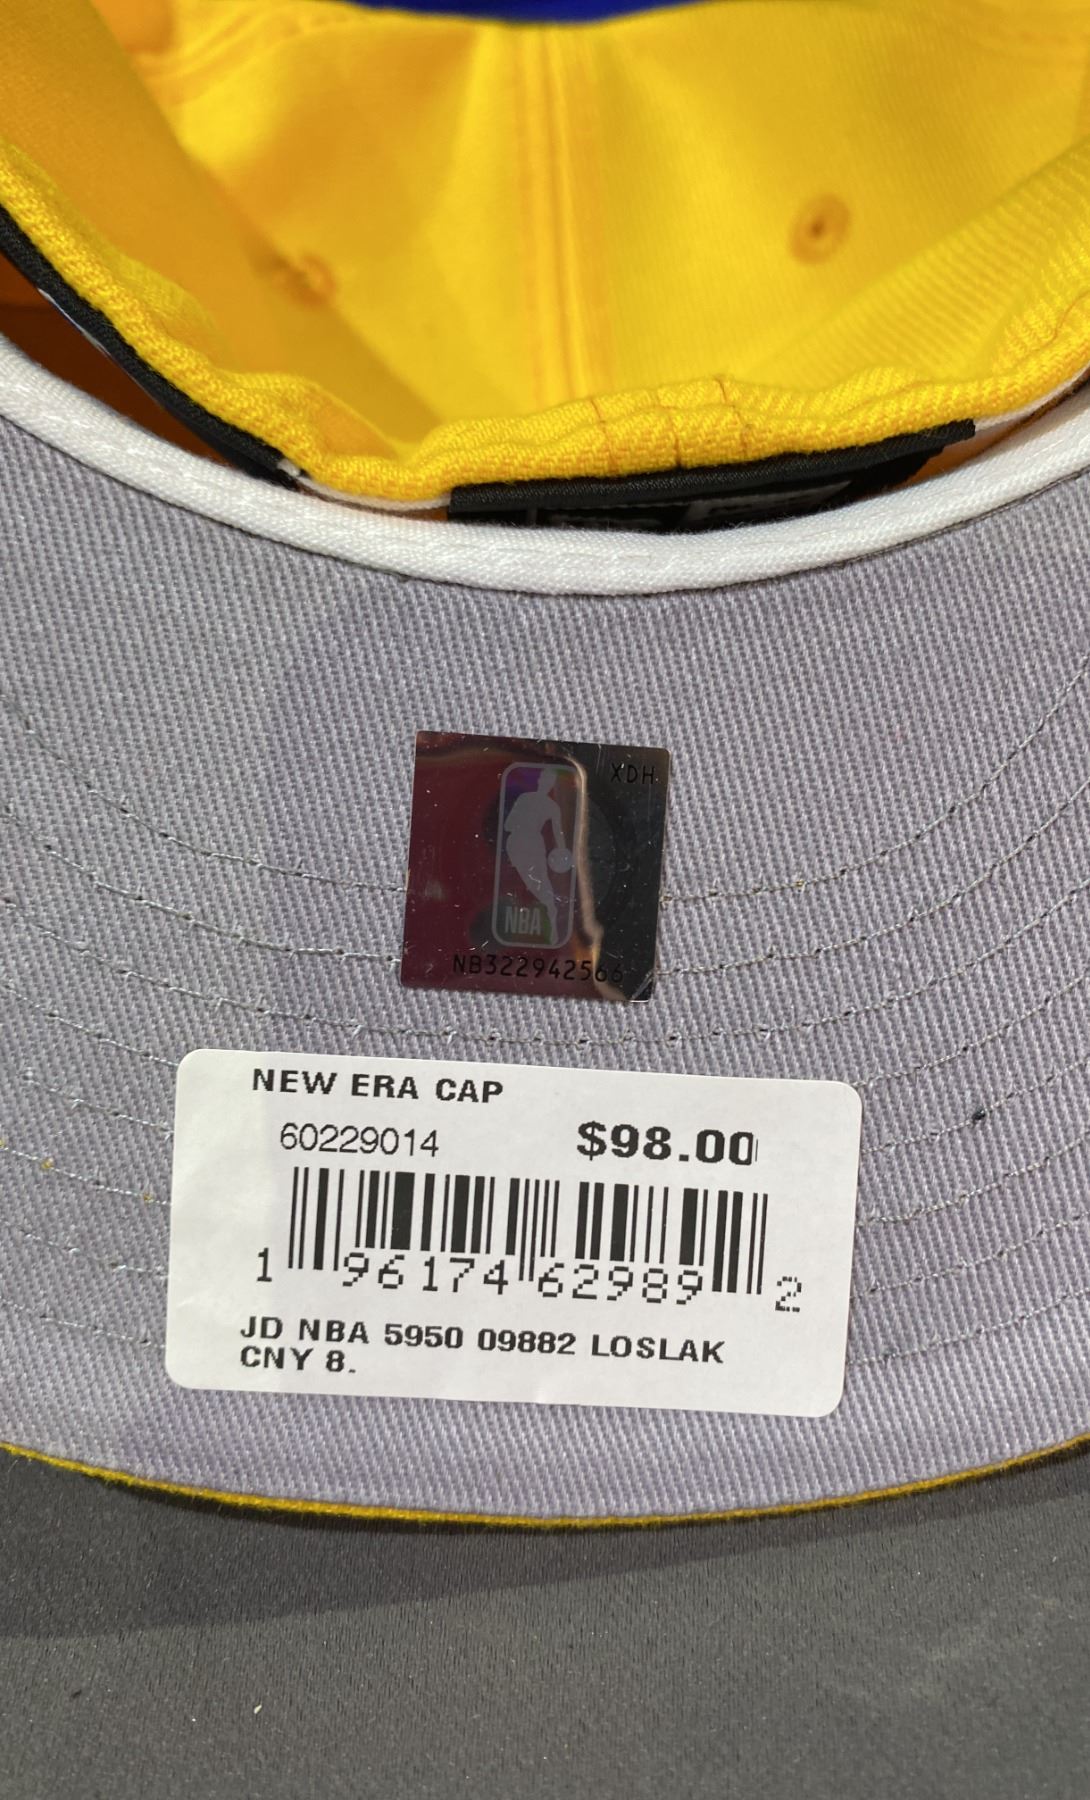 XDH
NBA
NB322942566
NEW ERA CAP
60229014 $98.00
1 96174 62989 2
JD NBA 5950 09882 LOSLAK
CNY 8.